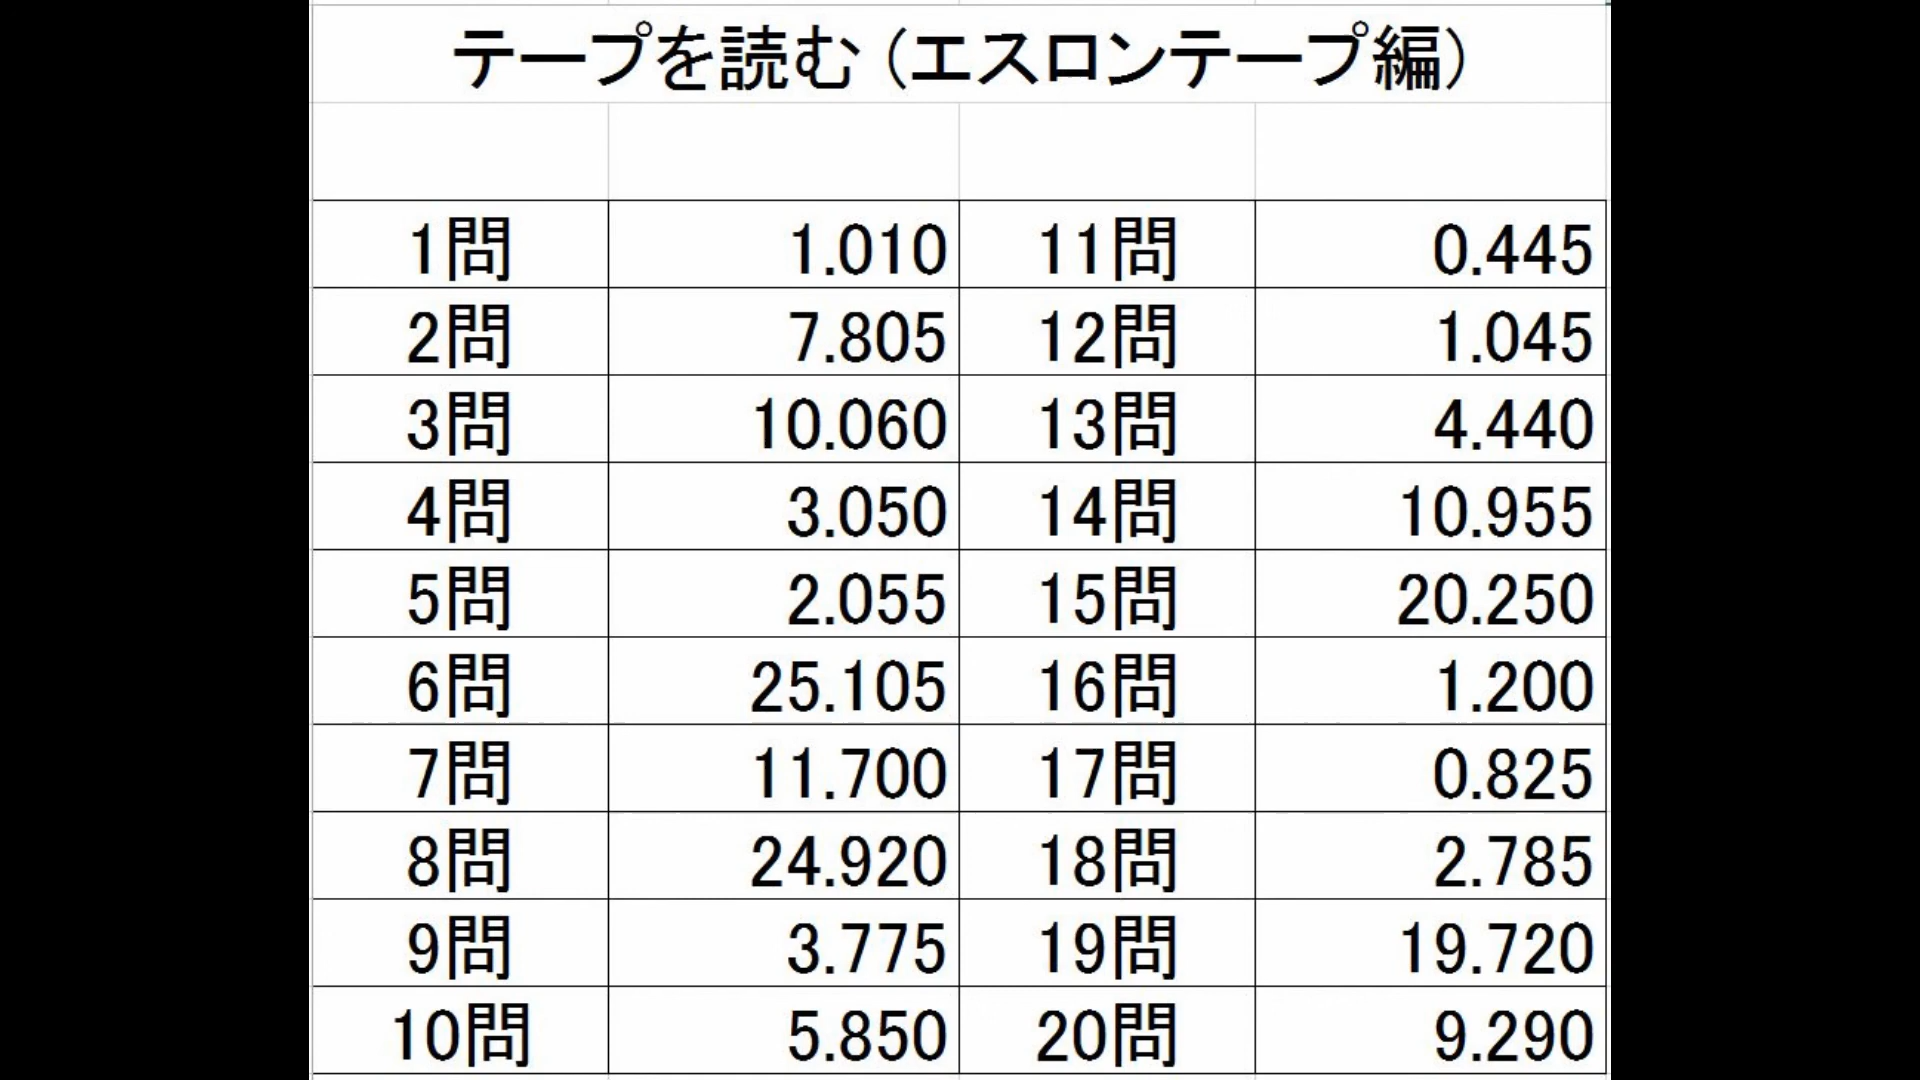 テープを読む(エスロンテープ編)
1問 1.010 11問 0.445
2問 7.805 12問 1.045
3問 10.060 13問 4.440
4問 3.050 14問 10.955
5問 2.055 15問 20.250
6問 25.105 16問 1.200
7問 11.700 17問 0.825
8問 24.920 18問 2.785
9問 3.775 19問 19.720
10問 5.850 20問 9.290